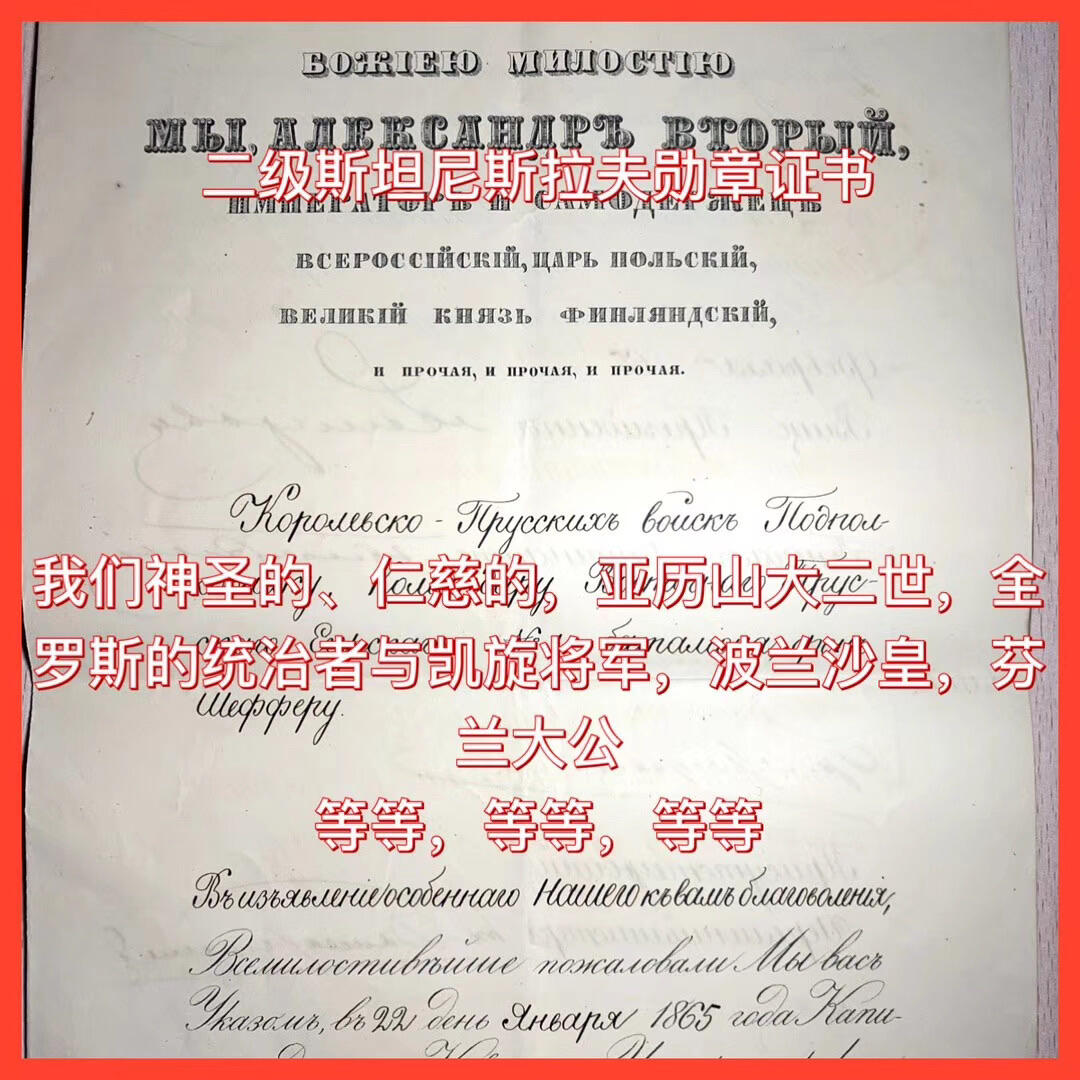 БОЖІЕЮ МИЛОСТІЮ
МЫ, АЛЕКСАНДРЪ ВТОРЫЙ,
二级斯坦尼斯拉夫勋章证书
ИМПЕРАТОРЪ И САМОДЕРЖЕЦЪ
ВСЕРОССІЙСКІЙ, ЦАРЬ ПОЛЬСКІЙ,
ВЕЛИКІЙ КНЯЗЬ ФИНЛЯНДСКІЙ,
И ПРОЧАЯ, И ПРОЧАЯ, И ПРОЧАЯ.
Королевско-Прусскихъ войскъ Подпол-
我们神圣的、仁慈的，亚历山大二世，全
罗斯的统治者与凯旋将军，波兰沙皇，芬
Шефферу.
兰大公
等等，等等，等等
Въ изъявленіе особеннаго Нашего къ вамъ благоволенія,
Всемилостивѣйше пожаловали Мы васъ
Указомъ, въ 22 день Января 1865 года Капи-